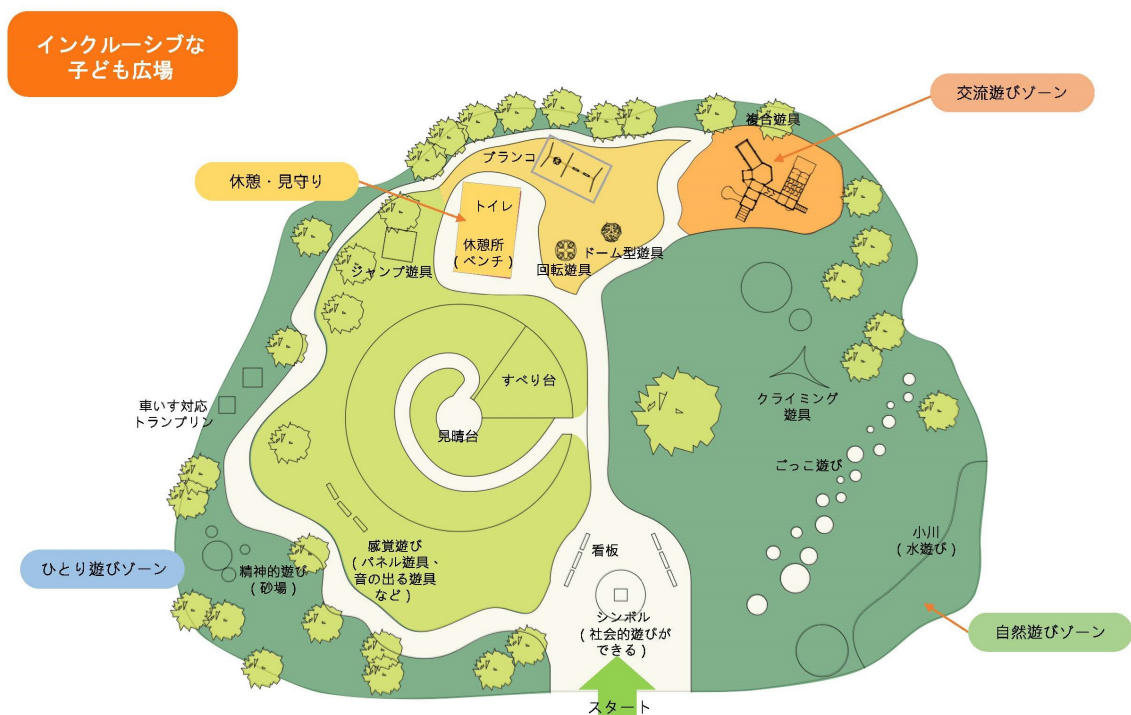 インクルーシブな
子ども広場
交流遊びゾーン
複合遊具
ブランコ
休憩・見守り
トイレ
休憩所
(ベンチ)
ドーム型遊具
回転遊具
ジャンプ遊具
すべり台
車いす対応
トランプリン
見晴台
クライミング
遊具
ごっこ遊び
小川
(水遊び)
感覚遊び
(パネル遊具、
音の出る遊具
など)
看板
ひとり遊びゾーン
精神的遊び
(砂場)
シンボル
(社会的遊びが
できる)
自然遊びゾーン
スタート